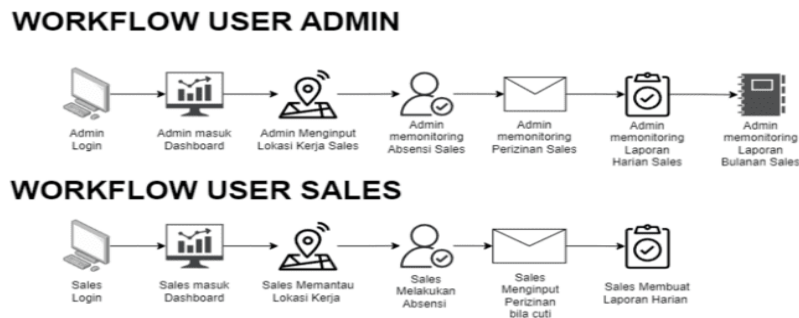 WORKFLOW USER ADMIN
Admin
Login
Admin masuk
Dashboard
Admin Menginput
Lokasi Kerja Sales
Admin
memonitoring
Absensi Sales
Admin
memonitoring
Perizinan Sales
Admin
memonitoring
Laporan
Harian Sales
Admin
memonitoring
Laporan
Bulanan Sales
WORKFLOW USER SALES
Sales
Login
Sales masuk
Dashboard
Sales Memantau
Lokasi Kerja
Sales
Melakukan
Absensi
Sales
Menginput
Perizinan
bila cuti
Sales Membuat
Laporan Harian